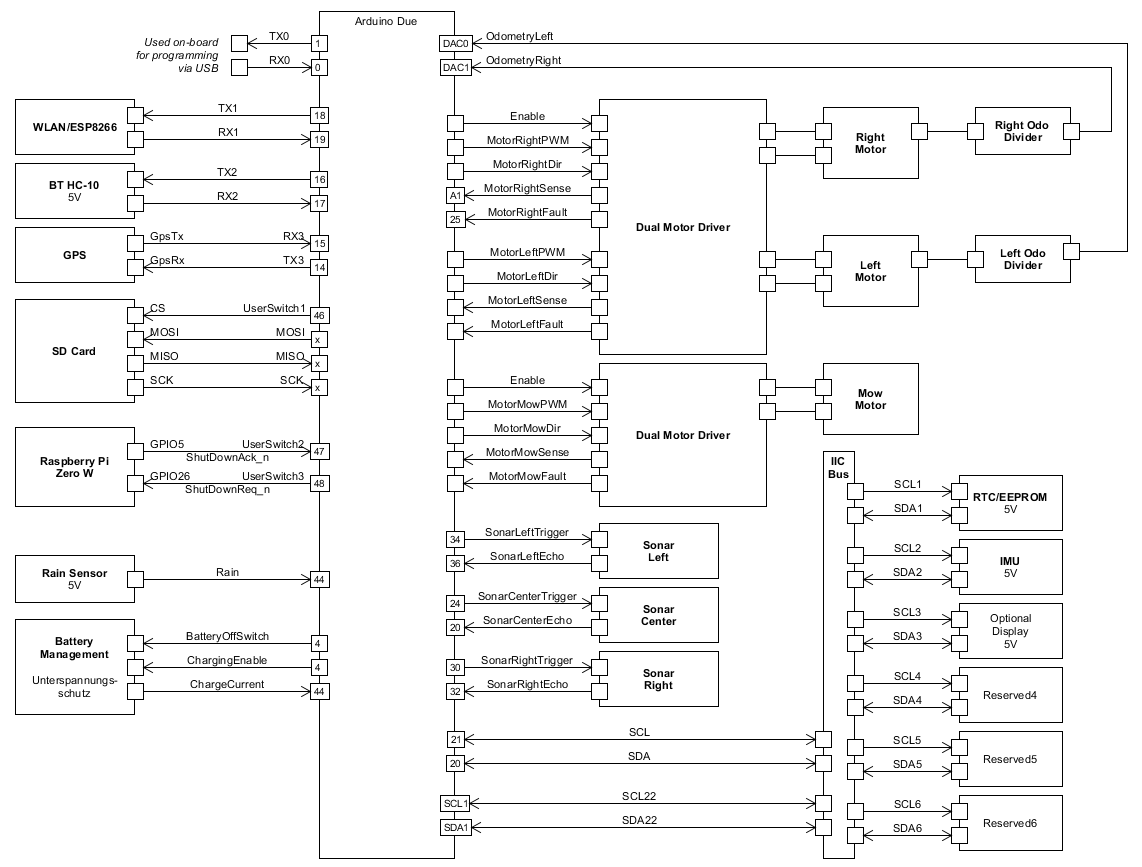 Arduino Due
Used on-board
for programming
via USB
TX0
1
RX0
0
DAC0
OdometryLeft
DAC1
OdometryRight
WLAN/ESP8266
TX1
18
RX1
19
BT HC-10
5V
TX2
16
RX2
17
GPS
GpsTx
RX3
15
GpsRx
TX3
14
SD Card
CS
UserSwitch1
46
MOSI
MOSI
x
MISO
MISO
x
SCK
SCK
x
Raspberry Pi
Zero W
GPIO5
UserSwitch2
47
ShutDownAck_n
GPIO26
UserSwitch3
48
ShutDownReq_n
Rain Sensor
5V
Rain
44
Battery
Management
Unterspannungs-
schutz
BatteryOffSwitch
4
ChargingEnable
4
ChargeCurrent
44
Enable
MotorRightPWM
MotorRightDir
A1
MotorRightSense
25
MotorRightFault
MotorLeftPWM
MotorLeftDir
MotorLeftSense
MotorLeftFault
Dual Motor Driver
Right
Motor
Right Odo
Divider
Left
Motor
Left Odo
Divider
Enable
MotorMowPWM
MotorMowDir
MotorMowSense
MotorMowFault
Dual Motor Driver
Mow
Motor
34
SonarLeftTrigger
36
SonarLeftEcho
Sonar
Left
24
SonarCenterTrigger
20
SonarCenterEcho
Sonar
Center
30
SonarRightTrigger
32
SonarRightEcho
Sonar
Right
21
SCL
20
SDA
SCL1
SCL22
SDA1
SDA22
IIC
Bus
SCL1
SDA1
RTC/EEPROM
5V
SCL2
SDA2
IMU
5V
SCL3
SDA3
Optional
Display
5V
SCL4
SDA4
Reserved4
SCL5
SDA5
Reserved5
SCL6
SDA6
Reserved6